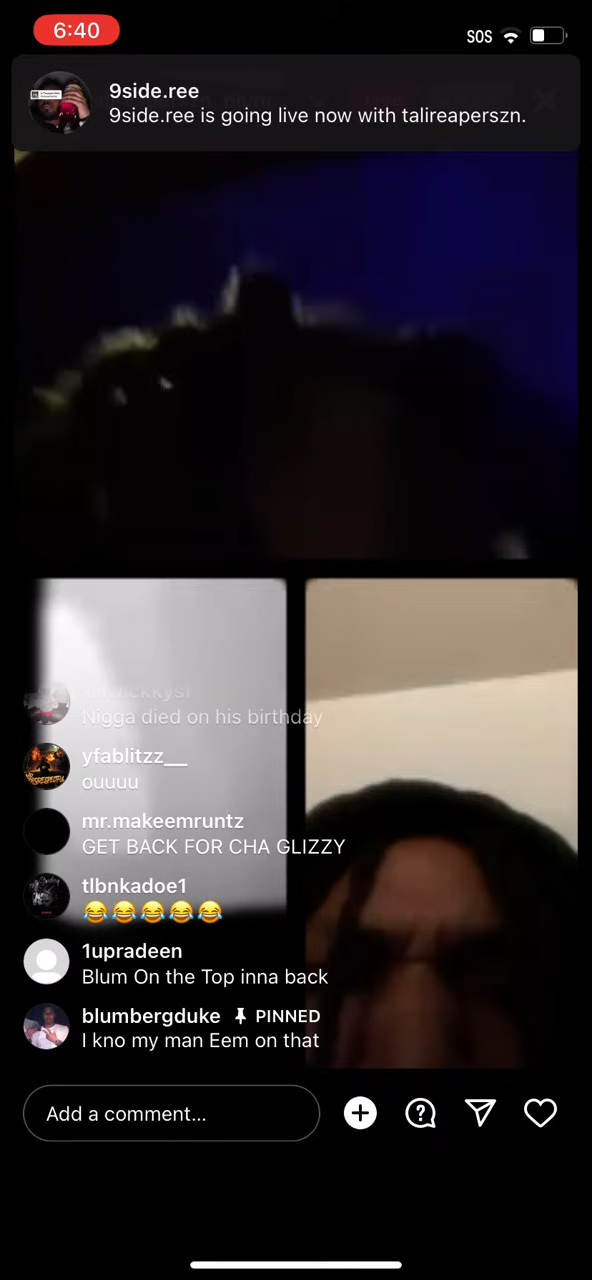 6:40
SOS
9side.ree
9side.ree is going live now with talireaperszn.
Nigga died on his birthday
yfablitzz__
ouuuu
mr.makeemruntz
GET BACK FOR CHA GLIZZY
tlbnkadoe1
😂😂😂😂😂
1upradeen
Blum On the Top inna back
blumbergduke PINNED
I kno my man Eem on that
Add a comment...